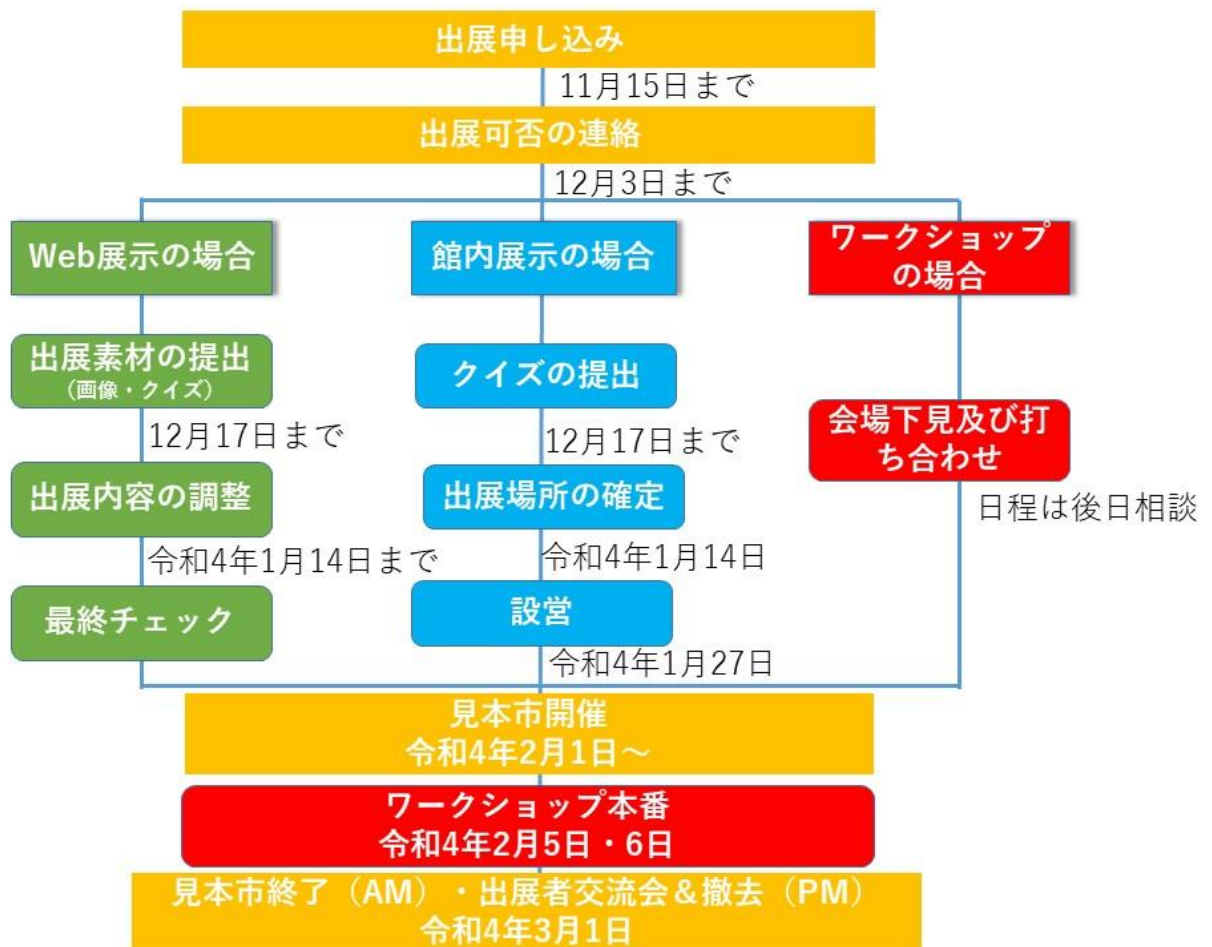 出展申し込み
11月15日まで
出展可否の連絡
12月3日まで
Web展示の場合
出展素材の提出
(画像・クイズ)
12月17日まで
出展内容の調整
令和4年1月14日まで
最終チェック
館内展示の場合
クイズの提出
12月17日まで
出展場所の確定
令和4年1月14日
設営
令和4年1月27日
ワークショップ
の場合
会場下見及び打
ち合わせ
日程は後日相談
見本市開催
令和4年2月1日~
ワークショップ本番
令和4年2月5日・6日
見本市終了(AM)・出展者交流会&撤去(PM)
令和4年3月1日